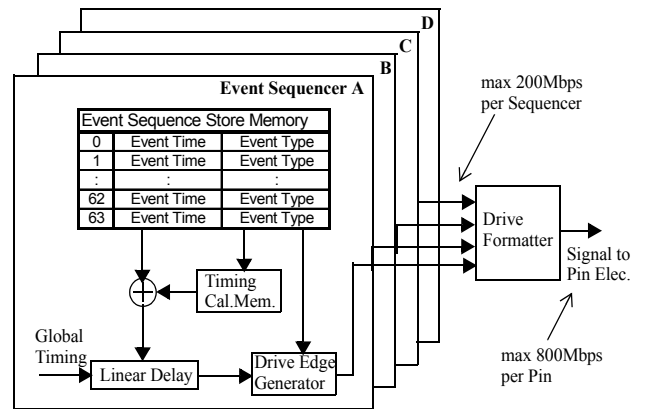 D
C
B
Event Sequencer A
Event Sequence Store Memory
0 Event Time Event Type
1 Event Time Event Type
: : :
62 Event Time Event Type
63 Event Time Event Type
Timing
Cal.Mem.
Global
Timing
Linear Delay
Drive Edge
Generator
max 200Mbps
per Sequencer
Drive
Formatter
Signal to
Pin Elec.
max 800Mbps
per Pin